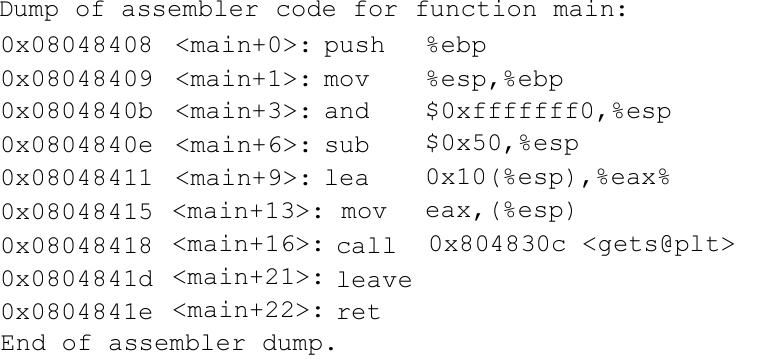 Dump of assembler code for function main:
0x08048408 <main+0>: push %ebp
0x08048409 <main+1>: mov %esp,%ebp
0x0804840b <main+3>: and $0xfffffff0,%esp
0x0804840e <main+6>: sub $0x50,%esp
0x08048411 <main+9>: lea 0x10(%esp),%eax%
0x08048415 <main+13>: mov eax,(%esp)
0x08048418 <main+16>: call 0x804830c <gets@plt>
0x0804841d <main+21>: leave
0x0804841e <main+22>: ret
End of assembler dump.